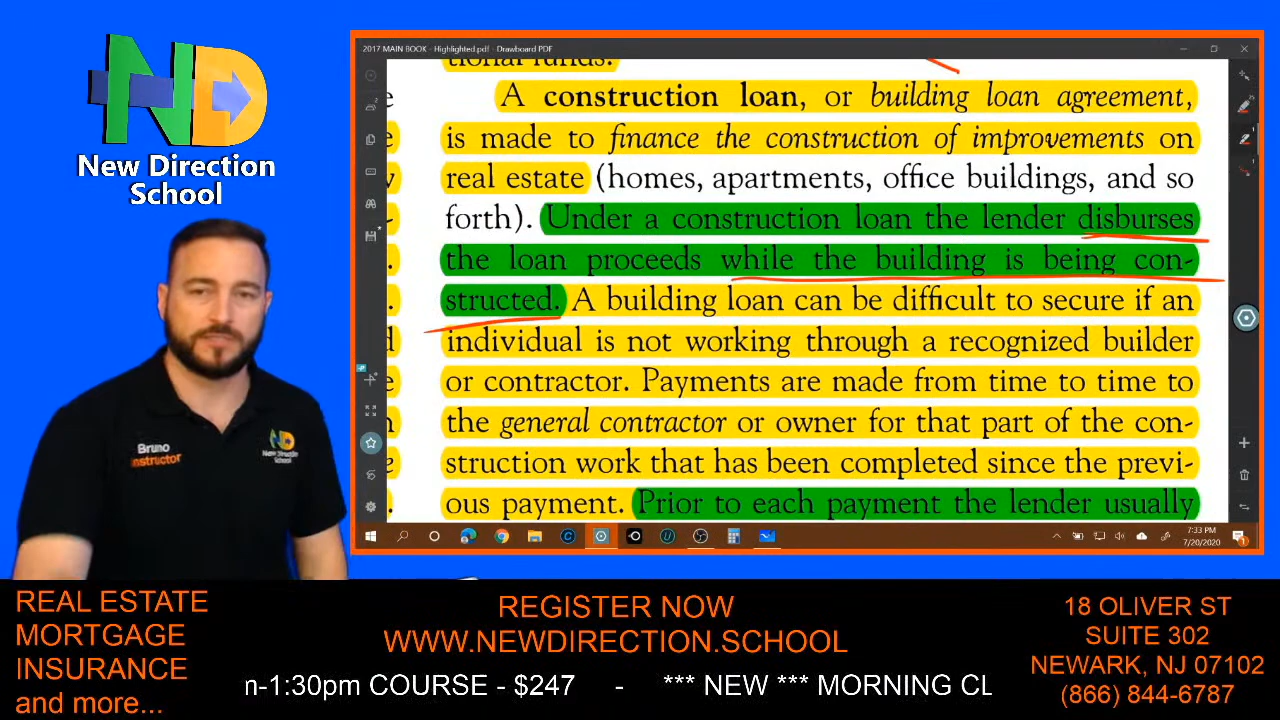 ND
New Direction
School
Bruno
Instructor
ND
New Direction
School
2017 MAIN BOOK - Highlighted.pdf - Drawboard PDF
tional funds.
A construction loan, or building loan agreement,
is made to finance the construction of improvements on
real estate (homes, apartments, office buildings, and so
forth). Under a construction loan the lender disburses
the loan proceeds while the building is being con-
structed. A building loan can be difficult to secure if an
individual is not working through a recognized builder
or contractor. Payments are made from time to time to
the general contractor or owner for that part of the con-
struction work that has been completed since the previ-
ous payment. Prior to each payment the lender usually
7:33 PM
7/20/2020
REAL ESTATE
MORTGAGE
INSURANCE
and more...
REGISTER NOW
WWW.NEWDIRECTION.SCHOOL
n-1:30pm COURSE - $247 - *** NEW *** MORNING CL
18 OLIVER ST
SUITE 302
NEWARK, NJ 07102
(866) 844-6787